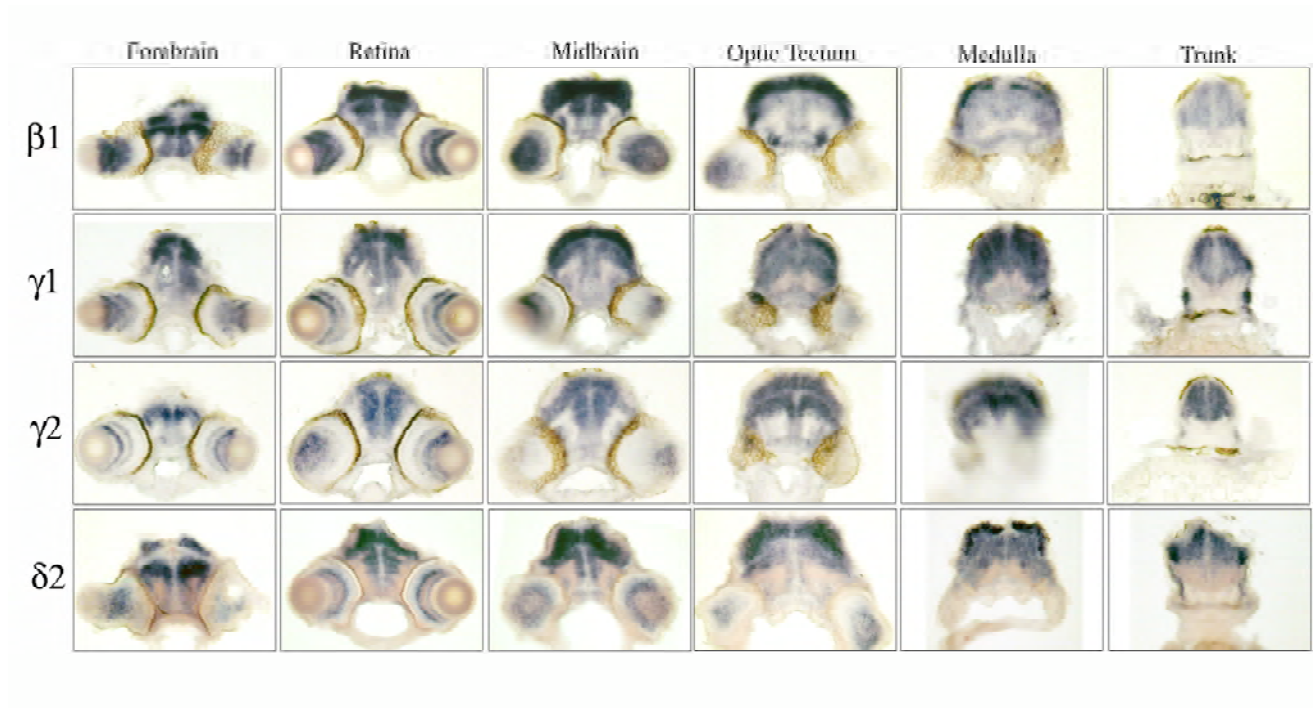 Forebrain Retina Midbrain Optic Tectum Medulla Trunk
β1
γ1
γ2
δ2